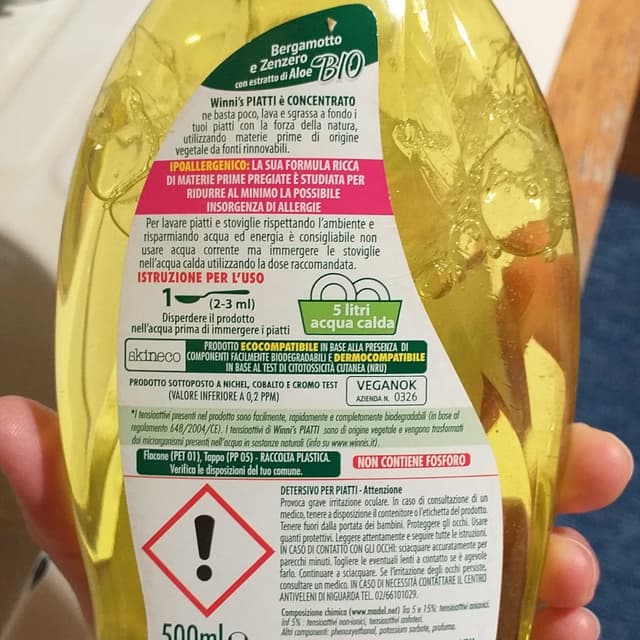 Bergamotto
e Zenzero
con estratto di Aloe BIO
Winni's PIATTI è CONCENTRATO
ne basta poco, lava e sgrassa a fondo i
tuoi piatti con la forza della natura,
utilizzando materie prime di origine
vegetale da fonti rinnovabili.
IPOALLERGENICO: LA SUA FORMULA RICCA
DI MATERIE PRIME PREGIATE È STUDIATA PER
RIDURRE AL MINIMO LA POSSIBILE
INSORGENZA DI ALLERGIE
Per lavare piatti e stoviglie rispettando l'ambiente e
risparmiando acqua ed energia è consigliabile non
usare acqua corrente ma immergere le stoviglie
nell'acqua calda utilizzando la dose raccomandata.
ISTRUZIONE PER L'USO
1 (2-3 ml)
Disperdere il prodotto
nell'acqua prima di immergere i piatti
5 litri
acqua calda
skineco
PRODOTTO ECOCOMPATIBILE IN BASE ALLA PRESENZA DI
COMPONENTI FACILMENTE BIODEGRADABILI E DERMOCOMPATIBILE
IN BASE AL TEST DI CITOTOSSICITÀ CUTANEA (NRU)
PRODOTTO SOTTOPOSTO A NICHEL, COBALTO E CROMO TEST
(VALORE INFERIORE A 0,2 PPM)
VEGANOK
AZIENDA N. 0326
*I tensioattivi presenti nel prodotto sono facilmente, rapidamente e completamente biodegradabili (in base al
regolamento 648/2004/CE). I tensioattivi di Winni's PIATTI sono di origine vegetale e vengono trasformati
dai microrganismi presenti nell'acqua in sostanze naturali (info su www.winnis.it).
Flacone (PET 01), Tappo (PP 05) - RACCOLTA PLASTICA.
Verifica le disposizioni del tuo comune.
NON CONTIENE FOSFORO
DETERSIVO PER PIATTI - Attenzione
Provoca grave irritazione oculare. In caso di consultazione di un
medico, tenere a disposizione il contenitore o l'etichetta del prodotto.
Tenere fuori dalla portata dei bambini. Proteggere gli occhi. Usare
guanti protettivi. Leggere attentamente e seguire tutte le istruzioni.
IN CASO DI CONTATTO CON GLI OCCHI: sciacquare accuratamente per
parecchi minuti. Togliere le eventuali lenti a contatto se è agevole
farlo. Continuare a sciacquare. Se l'irritazione degli occhi persiste,
consultare un medico. IN CASO DI NECESSITÀ CONTATTARE IL CENTRO
ANTIVELENI DI NIGUARDA TEL. 02/66101029.
Composizione chimica (www.madel.net) Tra 5 e 15%: tensioattivi anionici.
Inf 5% : tensioattivi non-ionici, tensioattivi anfoteri.
Altri componenti: phenoxyethanol, potassium sorbate, profumo.
500ml e